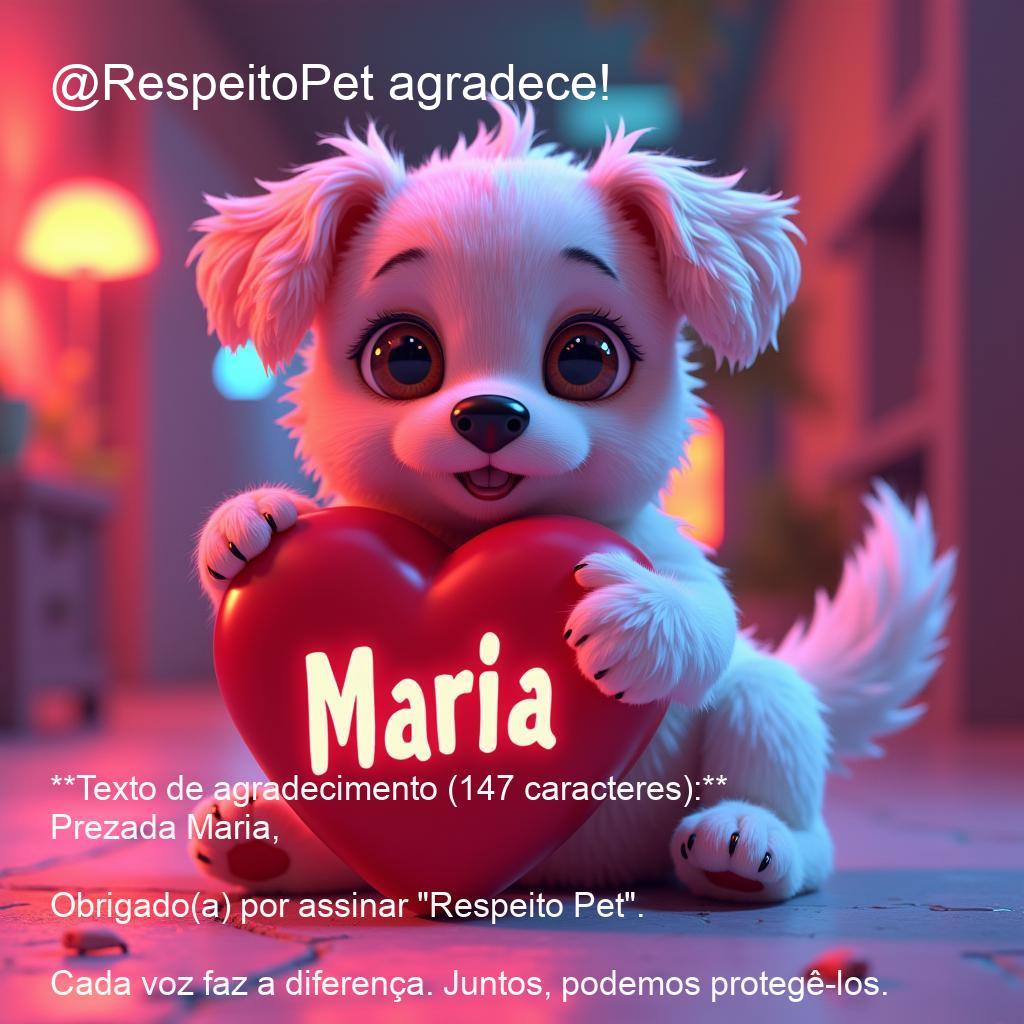 @RespeitoPet agradece!
Maria
**Texto de agradecimento (147 caracteres):**
Prezada Maria,
Obrigado(a) por assinar "Respeito Pet".
Cada voz faz a diferença. Juntos, podemos protegê-los.